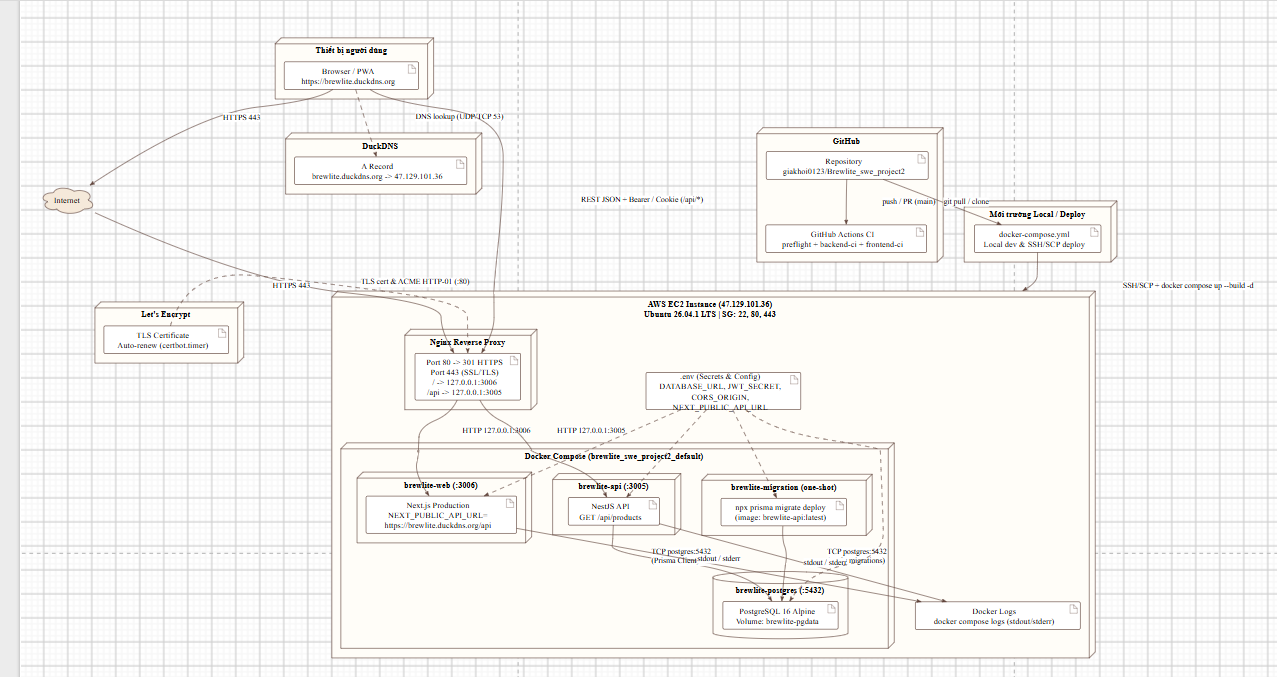 Thiết bị người dùng
Browser / PWA
https://brewlite.duckdns.org
HTTPS 443
DNS lookup (UDP/TCP 53)
DuckDNS
A Record
brewlite.duckdns.org -> 47.129.101.36
Internet
REST JSON + Bearer / Cookie (/api/*)
GitHub
Repository
giakhoi0123/Brewlite_swe_project2
push / PR (main)
git pull / clone
GitHub Actions CI
preflight + backend-ci + frontend-ci
Môi trường Local / Deploy
docker-compose.yml
Local dev & SSH/SCP deploy
SSH/SCP + docker compose up --build -d
HTTPS 443
TLS cert & ACME HTTP-01 (:80)
Let's Encrypt
TLS Certificate
Auto-renew (certbot.timer)
AWS EC2 Instance (47.129.101.36)
Ubuntu 26.04.1 LTS | SG: 22, 80, 443
Nginx Reverse Proxy
Port 80 -> 301 HTTPS
Port 443 (SSL/TLS)
/ -> 127.0.0.1:3006
/api -> 127.0.0.1:3005
.env (Secrets & Config)
DATABASE_URL, JWT_SECRET,
CORS_ORIGIN,
NEXT_PUBLIC_API_URL
HTTP 127.0.0.1:3006
HTTP 127.0.0.1:3005
Docker Compose (brewlite_swe_project2_default)
brewlite-web (:3006)
Next.js Production
NEXT_PUBLIC_API_URL=
https://brewlite.duckdns.org/api
brewlite-api (:3005)
NestJS API
GET /api/products
brewlite-migration (one-shot)
npx prisma migrate deploy
(image: brewlite-api:latest)
TCP postgres:5432
(Prisma Client)
stdout / stderr
TCP postgres:5432
(migrations)
stdout / stderr
brewlite-postgres (:5432)
PostgreSQL 16 Alpine
Volume: brewlite-pgdata
Docker Logs
docker compose logs (stdout/stderr)